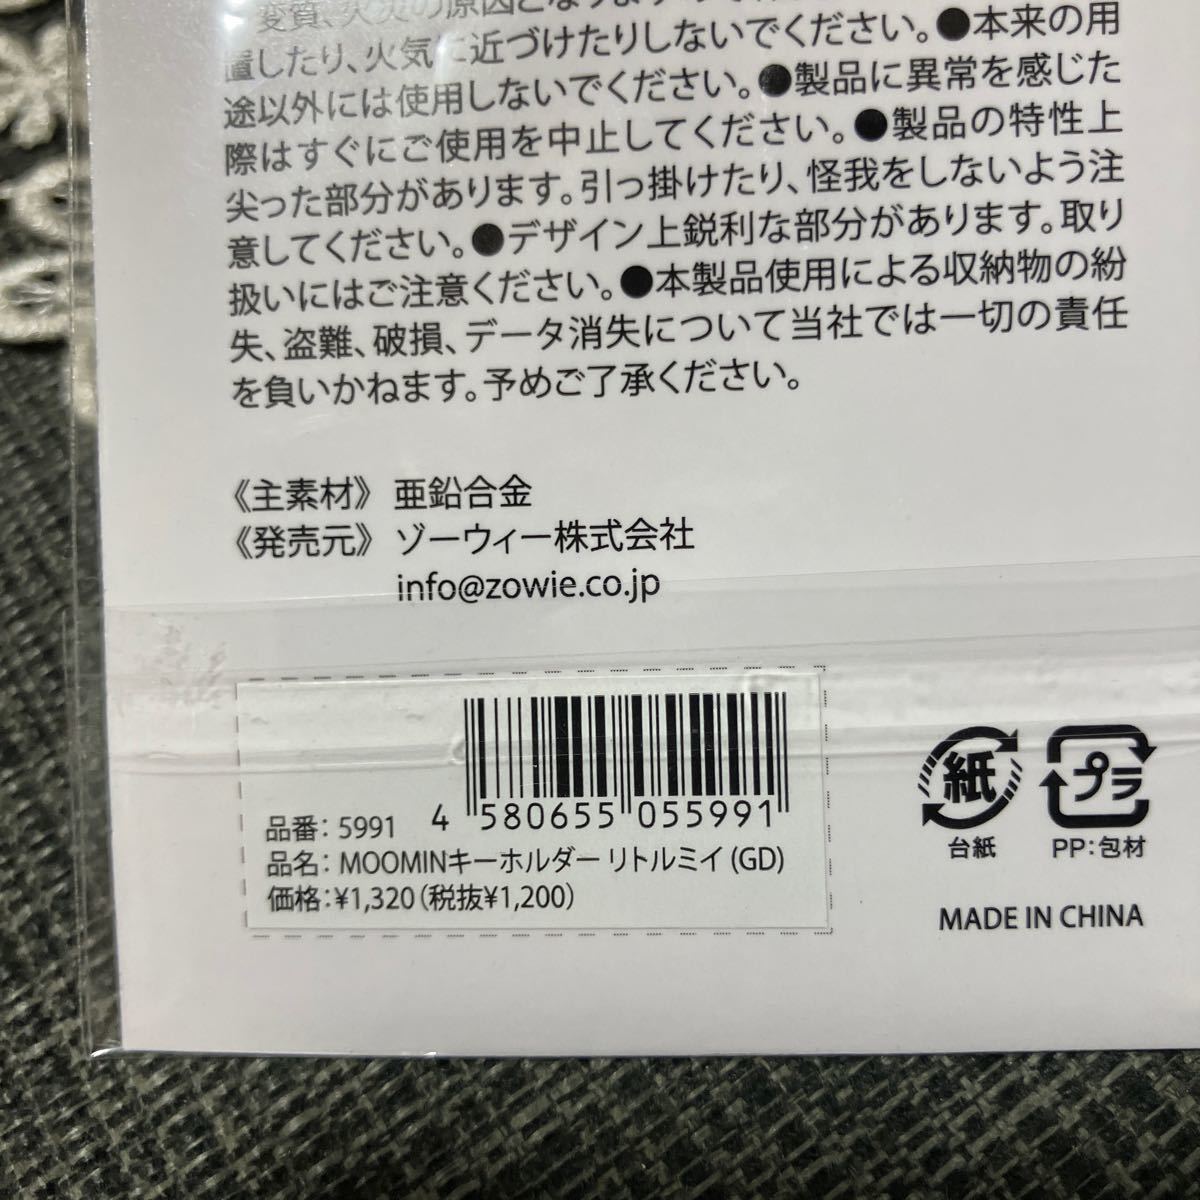 変質、火災の原因となります
置したり、火気に近づけたりしないでください。●本来の用
途以外には使用しないでください。●製品に異常を感じた
際はすぐにご使用を中止してください。●製品の特性上
尖った部分があります。引っ掛けたり、怪我をしないよう注
意してください。●デザイン上鋭利な部分があります。取り
扱いにはご注意ください。●本製品使用による収納物の紛
失、盗難、破損、データ消失について当社では一切の責任
を負いかねます。予めご了承ください。
《主素材》 亜鉛合金
《発売元》 ゾーウィー株式会社
info@zowie.co.jp
4 580655 055991
品番：5991
品名：MOOMINキーホルダー リトルミイ (GD)
価格：¥1,320（税抜¥1,200）
紙
台紙
プラ
PP：包材
MADE IN CHINA